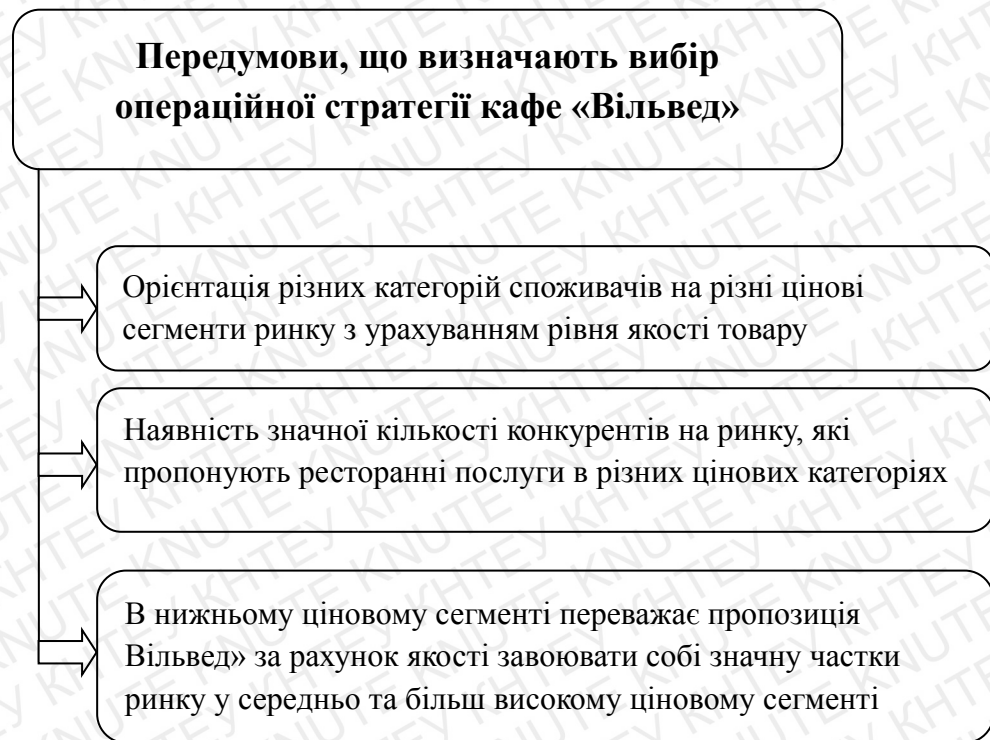 Передумови, що визначають вибір
операційної стратегії кафе «Вільвед»
Орієнтація різних категорій споживачів на різні цінові
сегменти ринку з урахуванням рівня якості товару
Наявність значної кількості конкурентів на ринку, які
пропонують ресторанні послуги в різних цінових категоріях
В нижньому ціновому сегменті переважає пропозиція
Вільвед» за рахунок якості завоювати собі значну частки
ринку у середньо та більш високому ціновому сегменті